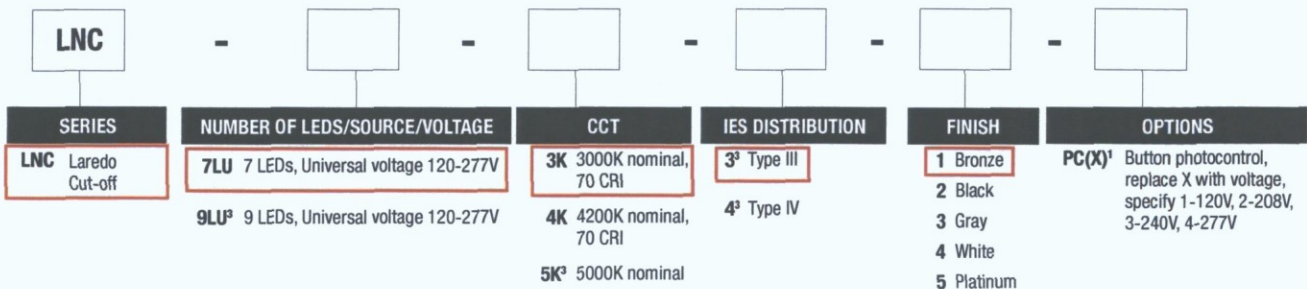 LNC - - - - -
SERIES
LNC Laredo
Cut-off
NUMBER OF LEDS/SOURCE/VOLTAGE
7LU 7 LEDs, Universal voltage 120-277V
9LU³ 9 LEDs, Universal voltage 120-277V
CCT
3K 3000K nominal,
70 CRI
4K 4200K nominal,
70 CRI
5K³ 5000K nominal
IES DISTRIBUTION
3³ Type III
4³ Type IV
FINISH
1 Bronze
2 Black
3 Gray
4 White
5 Platinum
OPTIONS
PC(X)¹ Button photocontrol,
replace X with voltage,
specify 1-120V, 2-208V,
3-240V, 4-277V